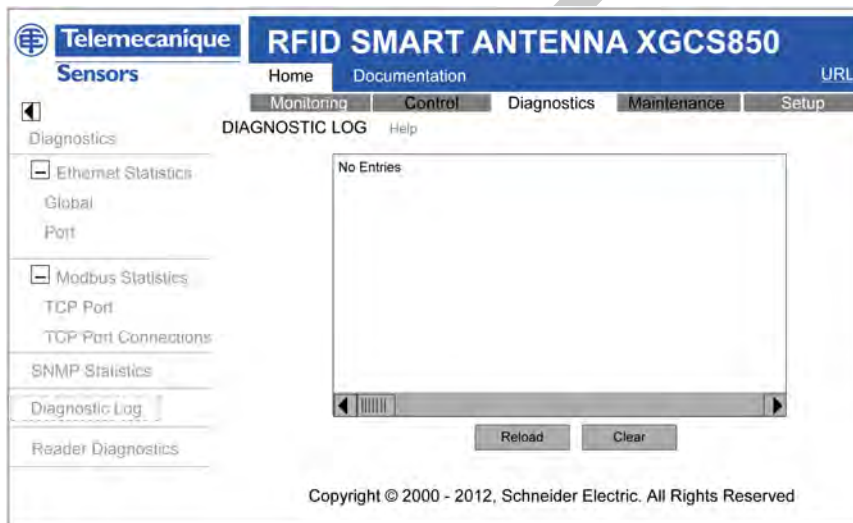 Telemecanique
Sensors
RFID SMART ANTENNA XGCS850
Home Documentation URL
Monitoring Control Diagnostics Maintenance Setup
DIAGNOSTIC LOG Help
Diagnostics
Ethernet Statistics
Global
Port
Modbus Statistics
TCP Port
TCP Port Connections
SNMP Statistics
Diagnostic Log
Reader Diagnostics
No Entries
Reload Clear
Copyright © 2000 - 2012, Schneider Electric. All Rights Reserved